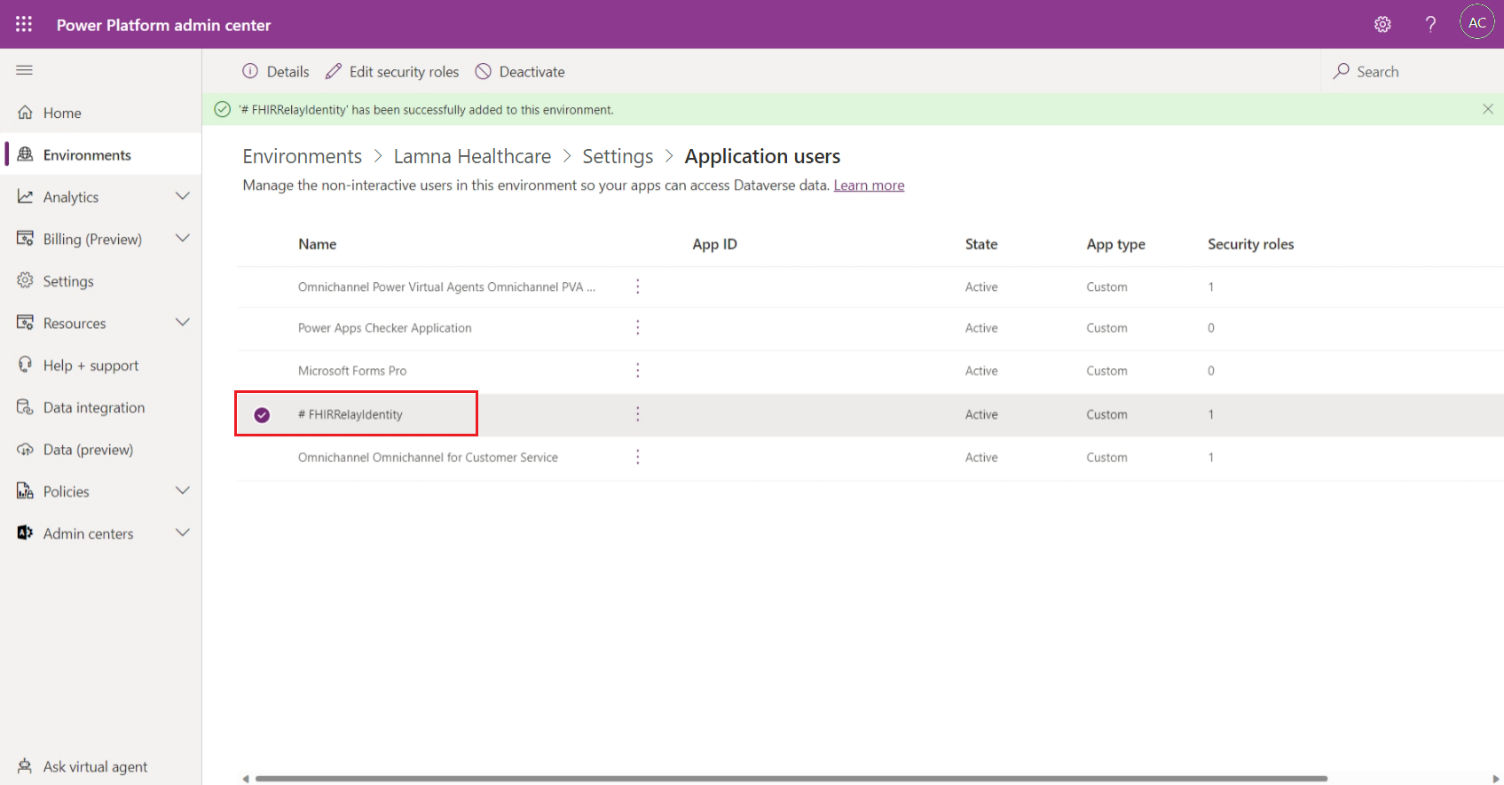 Power Platform admin center
AC
Details Edit security roles Deactivate Search
'# FHIRRelayIdentity' has been successfully added to this environment.
Home
Environments
Analytics
Billing (Preview)
Settings
Resources
Help + support
Data integration
Data (preview)
Policies
Admin centers
Ask virtual agent
Environments > Lamna Healthcare > Settings > Application users
Manage the non-interactive users in this environment so your apps can access Dataverse data. Learn more
Name App ID State App type Security roles
Omnichannel Power Virtual Agents Omnichannel PVA ... Active Custom 1
Power Apps Checker Application Active Custom 0
Microsoft Forms Pro Active Custom 0
# FHIRRelayIdentity Active Custom 1
Omnichannel Omnichannel for Customer Service Active Custom 1